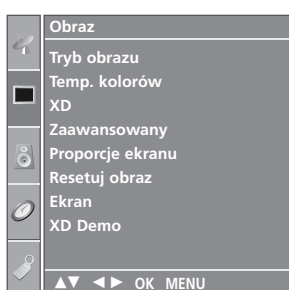 Obraz
Tryb obrazu
Temp. kolorów
XD
Zaawansowany
Proporcje ekranu
Resetuj obraz
Ekran
XD Demo
▲▼ ◄► OK MENU